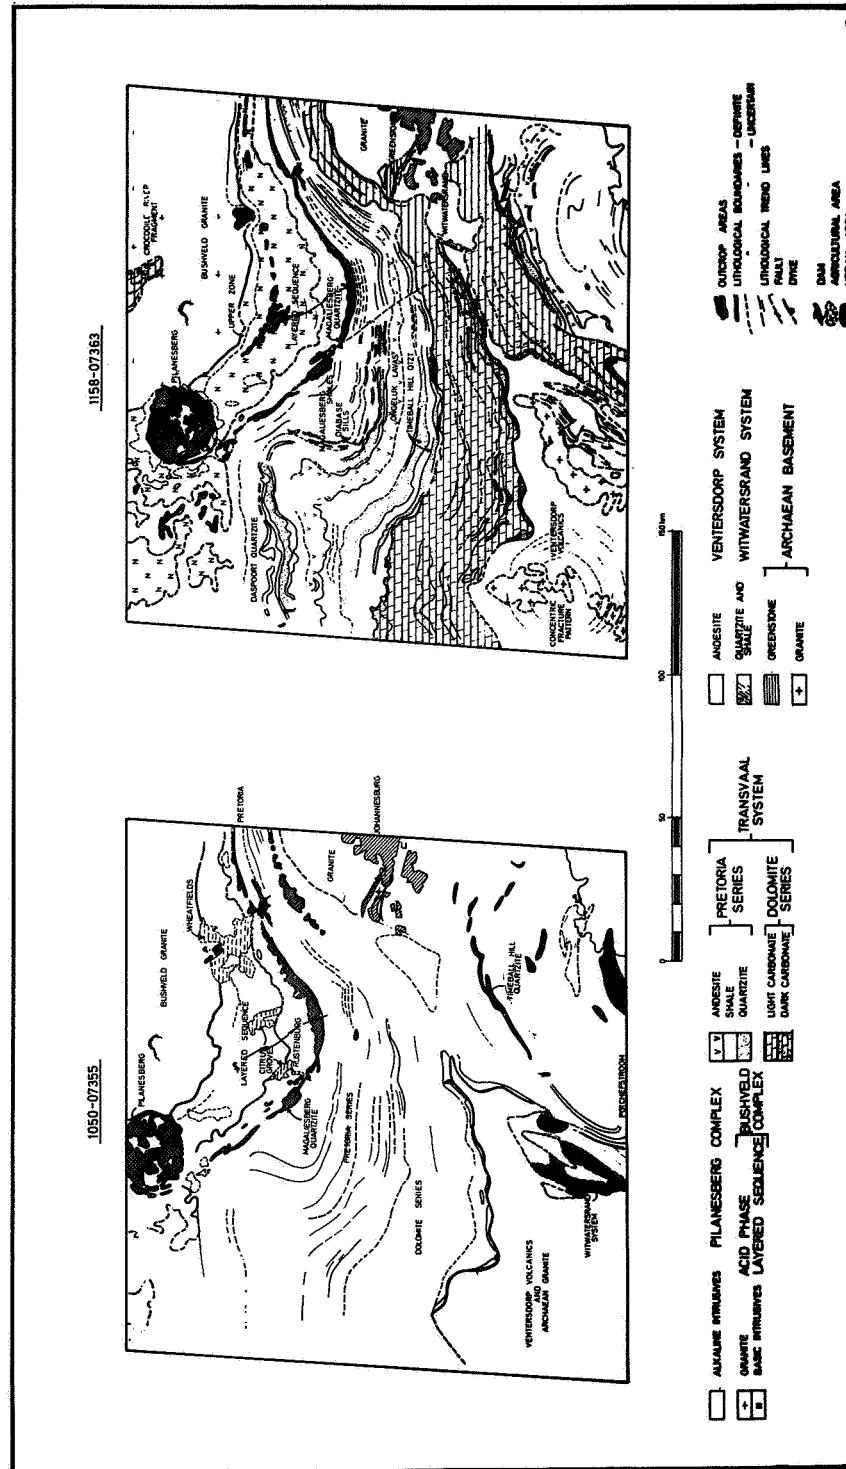 1050-07355
PILANESBERG
BUSHVELD GRANITE
WHEATFIELDS
LAYERED SEQUENCE
CITRUS
GROVE
RUSTENBURG
PRETORIA
MAGALIESBERG
QUARTZITE
PRETORIA SERIES
GRANITE
JOHANNESBURG
DOLOMITE SERIES
TIMEBALL HILL
QUARTZITE
VENTERSDORP VOLCANICS
AND
ARCHAEAN GRANITE
WITWATERSRAND
SYSTEM
POTCHEFSTROOM
1158-07363
CROCODILE RIVER
FRAGMENT
PILANESBERG
BUSHVELD GRANITE
UPPER ZONE
LAYERED SEQUENCE
MAGALIESBERG
QUARTZITE
MAGALIESBERG
SHALES
DIABASE
SILLS
DASPOORT QUARTZITE
LAVAS
TIMEBALL HILL QTZT
GRANITE
GREENSTONE
WITWATERSRAND
CONCENTRIC
FRACTURE
PATTERN
VENTERSDORP
VOLCANICS
0 50 100 150 km
ALKALINE INTRUSIVES PILANESBERG COMPLEX
GRANITE ACID PHASE
BASIC INTRUSIVES LAYERED SEQUENCE
BUSHVELD
COMPLEX
ANDESITE
SHALE
QUARTZITE
PRETORIA
SERIES
LIGHT CARBONATE
DARK CARBONATE
DOLOMITE
SERIES
TRANSVAAL
SYSTEM
ANDESITE VENTERSDORP SYSTEM
QUARTZITE AND
SHALE
WITWATERSRAND SYSTEM
GREENSTONE
GRANITE
ARCHAEAN BASEMENT
OUTCROP AREAS
LITHOLOGICAL BOUNDARIES - DEFINITE
- UNCERTAIN
LITHOLOGICAL TREND LINES
FAULT
DYKE
DAM
AGRICULTURAL AREA